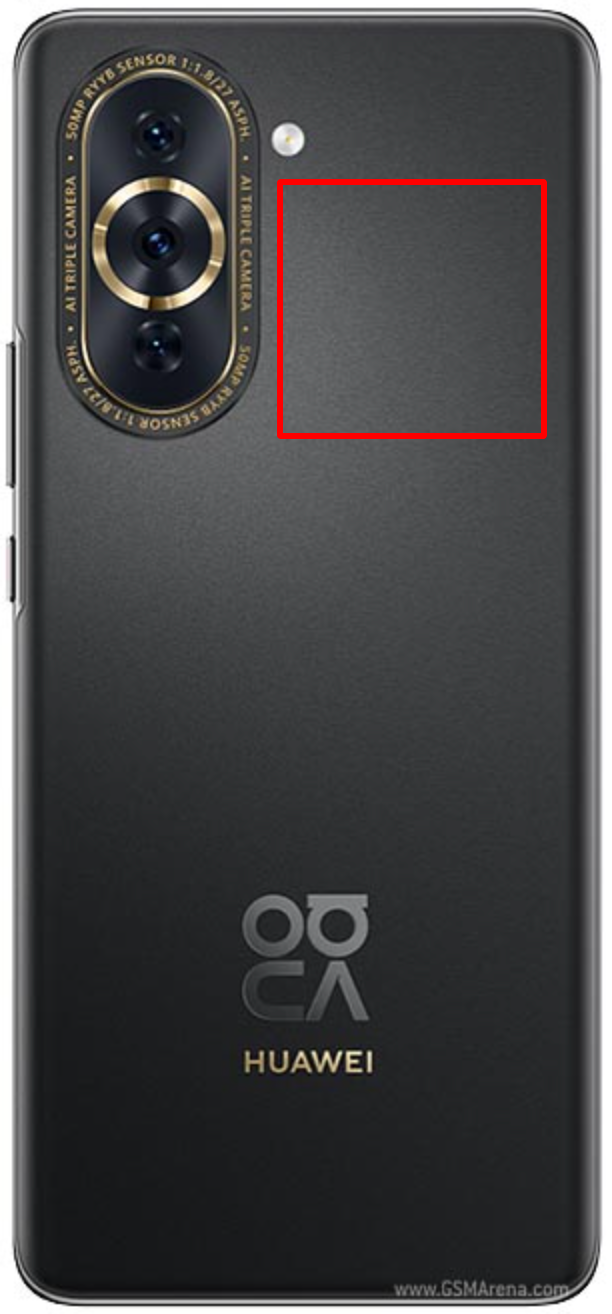 50MP RYYB SENSOR 1:1.8/27 ASPH. • AI TRIPLE CAMERA • 50MP RYYB SENSOR 1:1.8/27 ASPH. • AI TRIPLE CAMERA •
HUAWEI
www.GSMArena.com